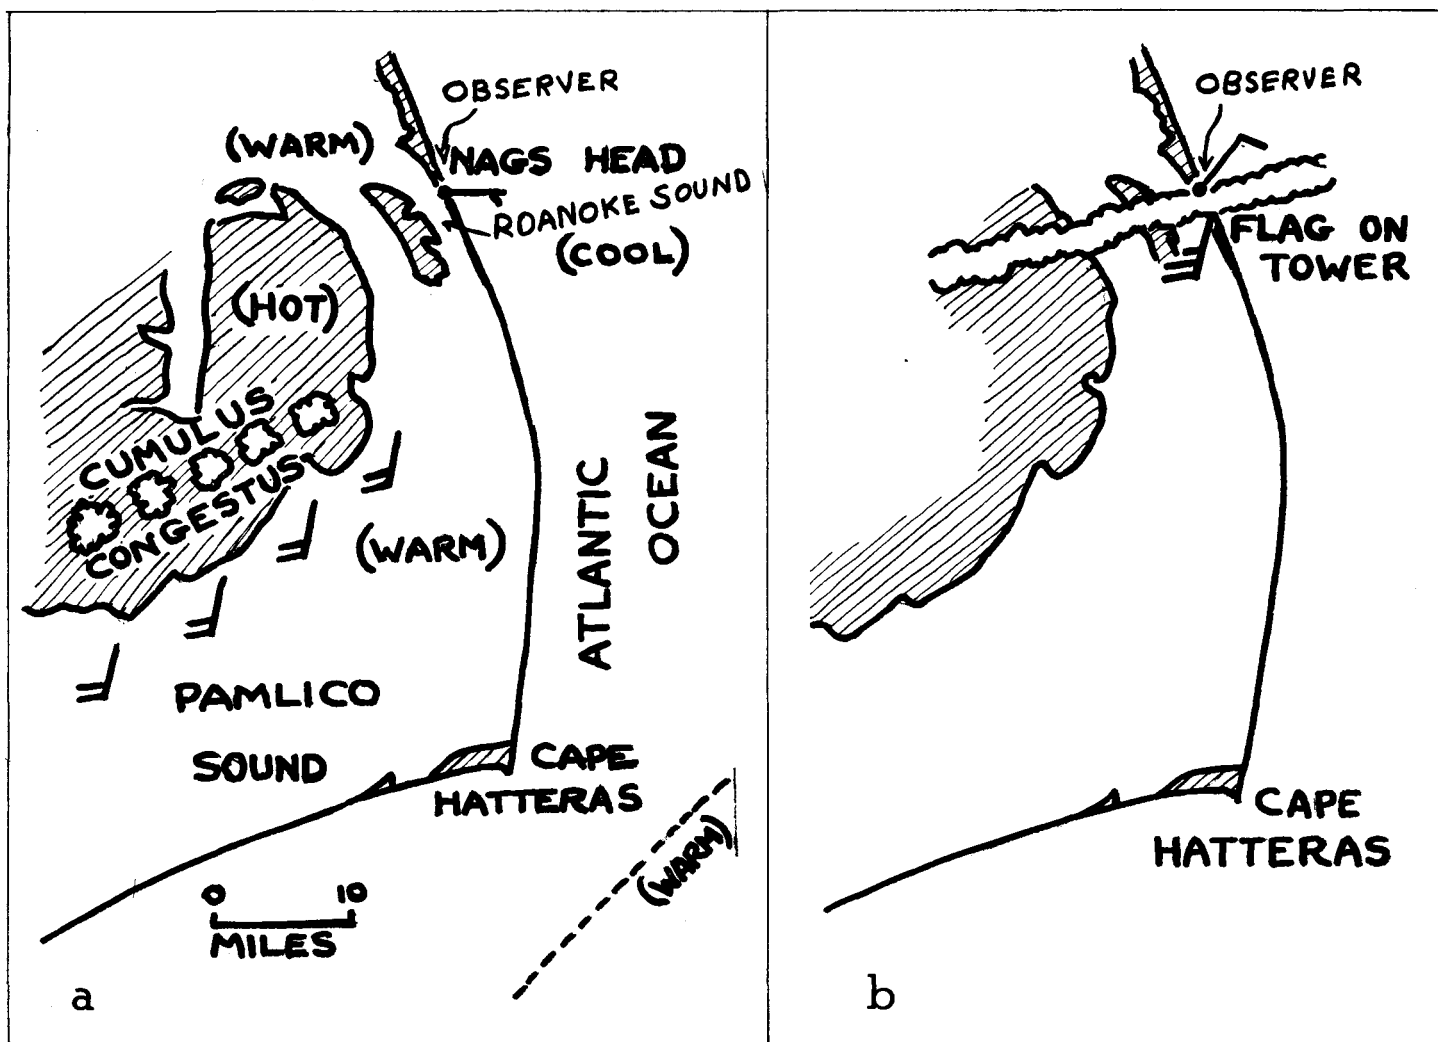 OBSERVER
(WARM)
NAGS HEAD
ROANOKE SOUND
(COOL)
(HOT)
CUMULUS
CONGESTUS
(WARM)
ATLANTIC
OCEAN
PAMLICO
SOUND
CAPE
HATTERAS
(WARM)
0 10
MILES
a
OBSERVER
FLAG ON
TOWER
CAPE
HATTERAS
b